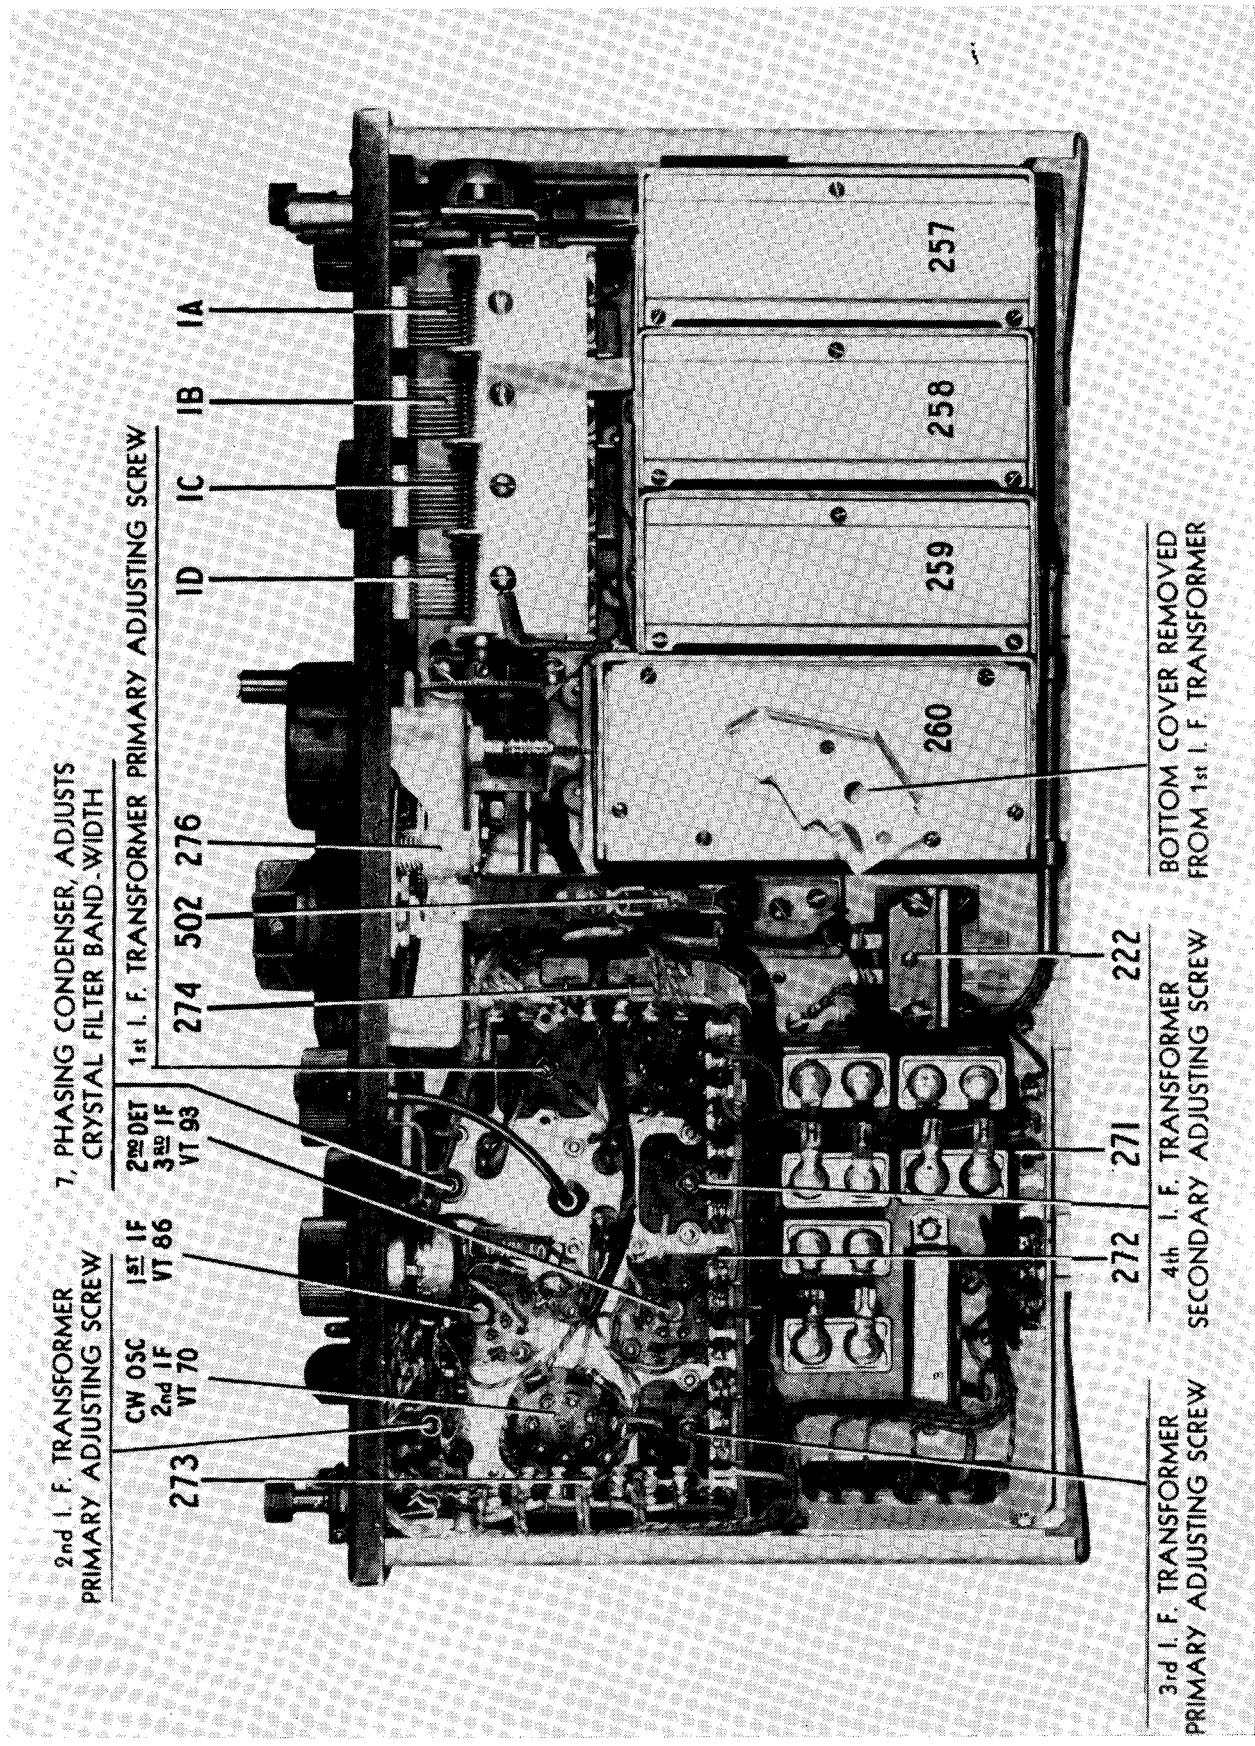 2nd I. F. TRANSFORMER
PRIMARY ADJUSTING SCREW
7, PHASING CONDENSER, ADJUSTS
CRYSTAL FILTER BAND-WIDTH
1st I. F. TRANSFORMER PRIMARY ADJUSTING SCREW
CW OSC
2nd IF
VT 70
1ST IF
VT 86
2ND DET
3RD IF
VT 93
273
274
502
276
1D
1C
1B
1A
260
259
258
257
272
271
222
3rd I. F. TRANSFORMER
PRIMARY ADJUSTING SCREW
4th I. F. TRANSFORMER
SECONDARY ADJUSTING SCREW
BOTTOM COVER REMOVED
FROM 1st I. F. TRANSFORMER